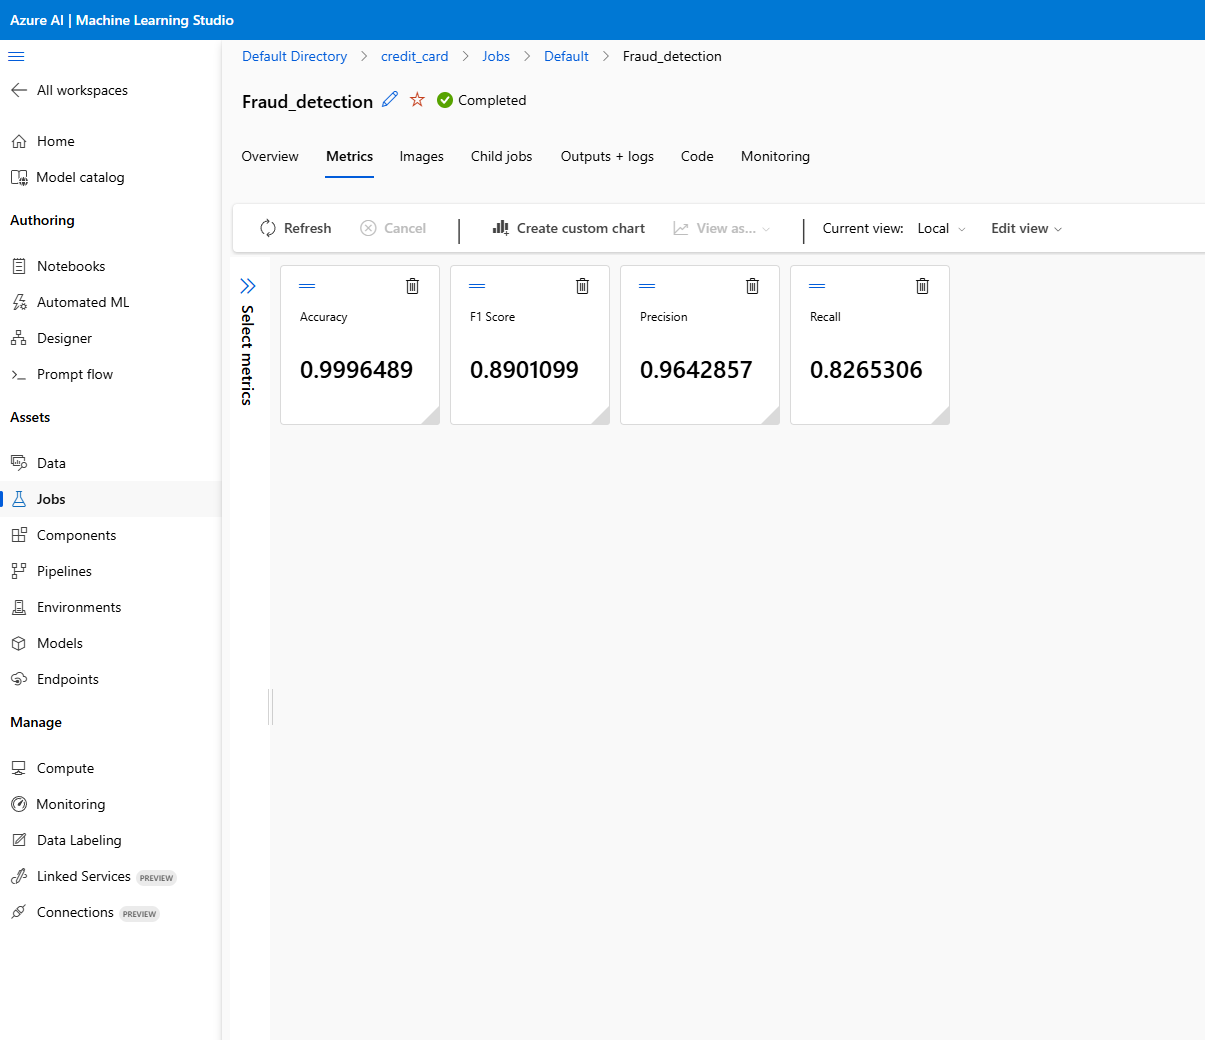 Azure AI | Machine Learning Studio
Default Directory > credit_card > Jobs > Default > Fraud_detection
All workspaces
Fraud_detection Completed
Home
Model catalog
Overview Metrics Images Child jobs Outputs + logs Code Monitoring
Authoring
Refresh Cancel | Create custom chart View as... | Current view: Local Edit view
Notebooks
Automated ML
Designer
Prompt flow
Select metrics
Accuracy
0.9996489
F1 Score
0.8901099
Precision
0.9642857
Recall
0.8265306
Assets
Data
Jobs
Components
Pipelines
Environments
Models
Endpoints
Manage
Compute
Monitoring
Data Labeling
Linked Services PREVIEW
Connections PREVIEW